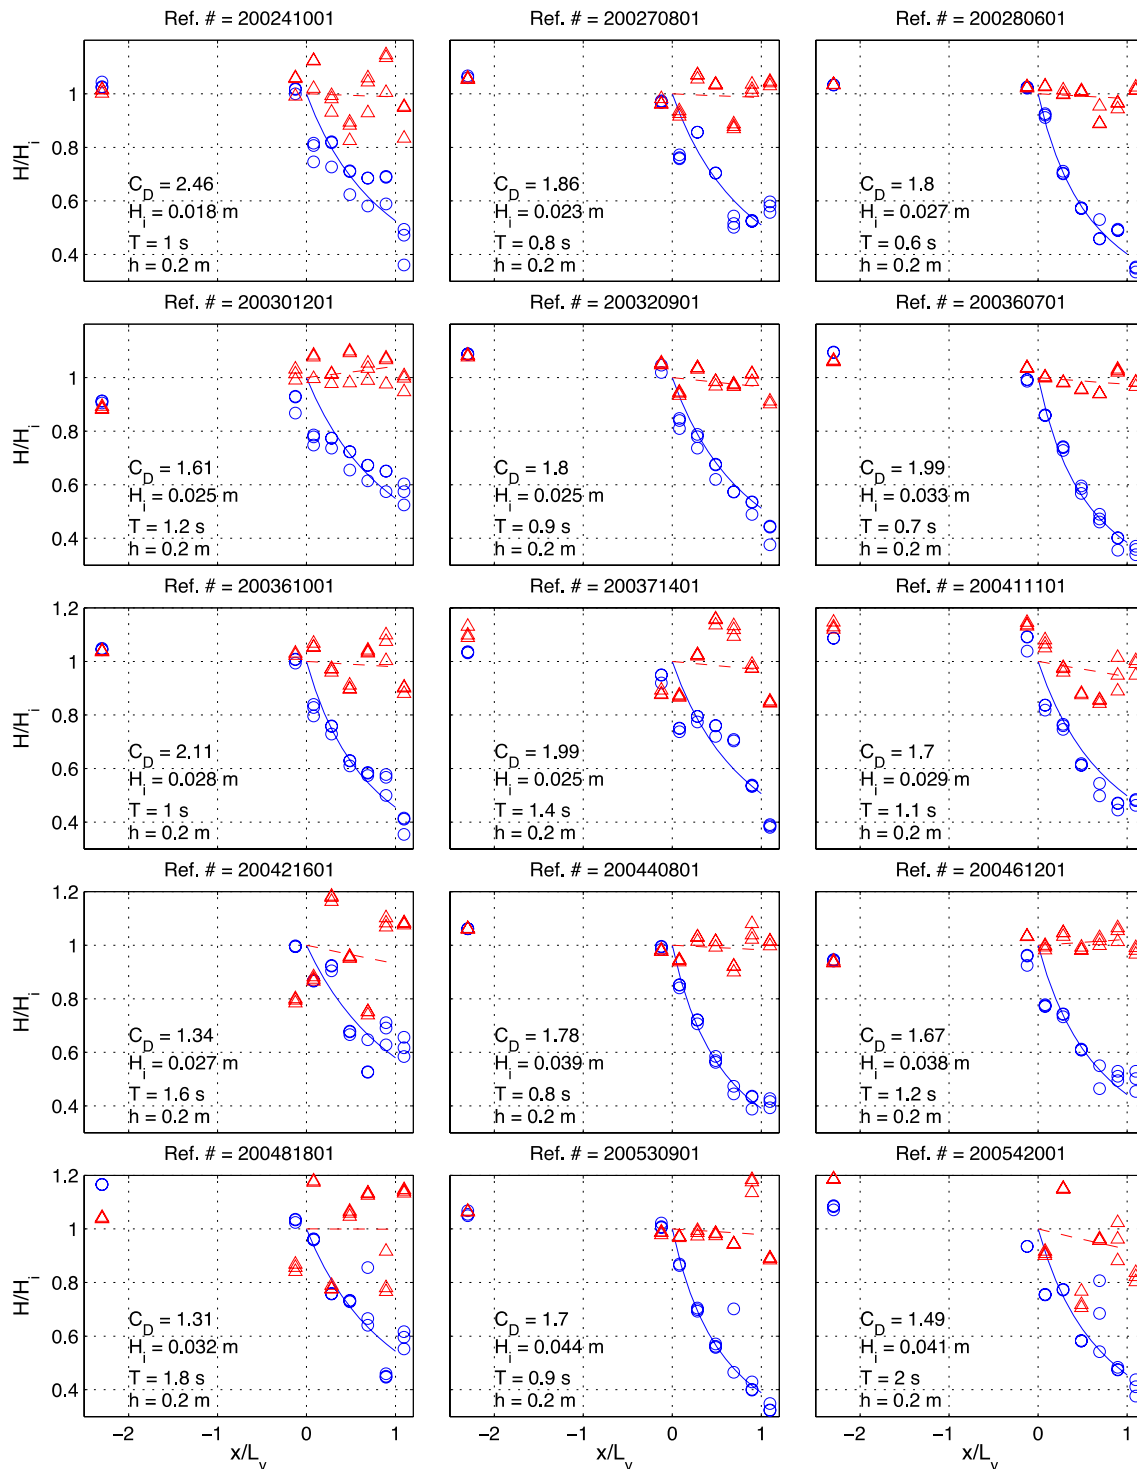 Ref. # = 200241001
Ref. # = 200270801
Ref. # = 200280601
H/Hi
1
0.8
0.6
0.4
CD = 2.46
Hi = 0.018 m
T = 1 s
h = 0.2 m
CD = 1.86
Hi = 0.023 m
T = 0.8 s
h = 0.2 m
CD = 1.8
Hi = 0.027 m
T = 0.6 s
h = 0.2 m
Ref. # = 200301201
Ref. # = 200320901
Ref. # = 200360701
H/Hi
1
0.8
0.6
0.4
CD = 1.61
Hi = 0.025 m
T = 1.2 s
h = 0.2 m
CD = 1.8
Hi = 0.025 m
T = 0.9 s
h = 0.2 m
CD = 1.99
Hi = 0.033 m
T = 0.7 s
h = 0.2 m
Ref. # = 200361001
Ref. # = 200371401
Ref. # = 200411101
H/Hi
1.2
1
0.8
0.6
0.4
CD = 2.11
Hi = 0.028 m
T = 1 s
h = 0.2 m
CD = 1.99
Hi = 0.025 m
T = 1.4 s
h = 0.2 m
CD = 1.7
Hi = 0.029 m
T = 1.1 s
h = 0.2 m
Ref. # = 200421601
Ref. # = 200440801
Ref. # = 200461201
H/Hi
1.2
1
0.8
0.6
0.4
CD = 1.34
Hi = 0.027 m
T = 1.6 s
h = 0.2 m
CD = 1.78
Hi = 0.039 m
T = 0.8 s
h = 0.2 m
CD = 1.67
Hi = 0.038 m
T = 1.2 s
h = 0.2 m
Ref. # = 200481801
Ref. # = 200530901
Ref. # = 200542001
H/Hi
1.2
1
0.8
0.6
0.4
CD = 1.31
Hi = 0.032 m
T = 1.8 s
h = 0.2 m
CD = 1.7
Hi = 0.044 m
T = 0.9 s
h = 0.2 m
CD = 1.49
Hi = 0.041 m
T = 2 s
h = 0.2 m
−2 −1 0 1
−2 −1 0 1
−2 −1 0 1
x/Lv
x/Lv
x/Lv